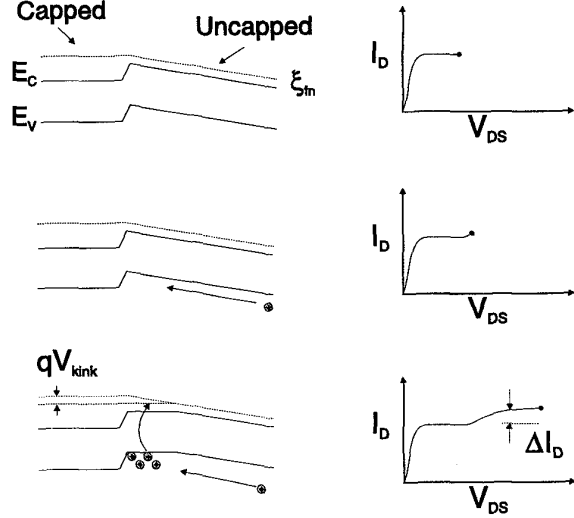 Capped
Uncapped
E_C
ξ_fn
E_V
I_D
V_DS
I_D
V_DS
qV_kink
I_D
ΔI_D
V_DS